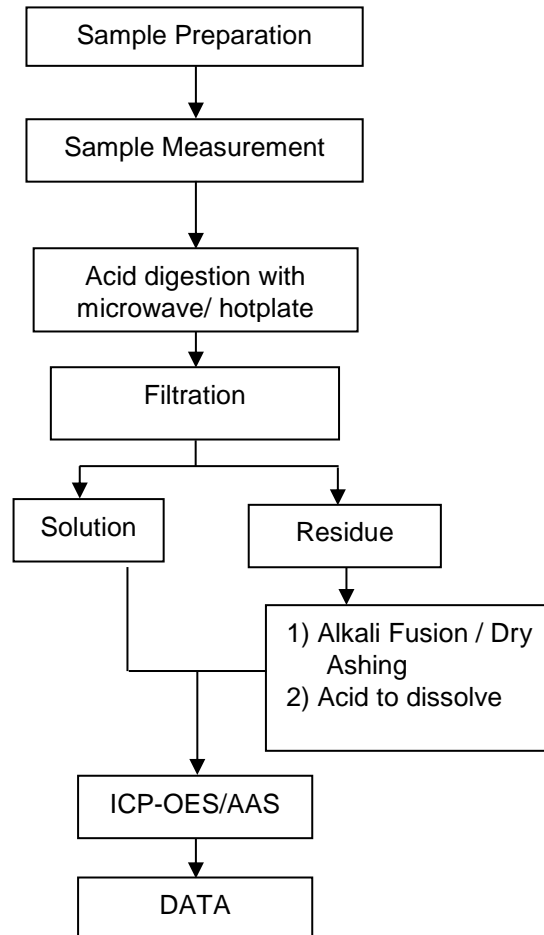 Sample Preparation
Sample Measurement
Acid digestion with
microwave/ hotplate
Filtration
Solution
Residue
1) Alkali Fusion / Dry
Ashing
2) Acid to dissolve
ICP-OES/AAS
DATA